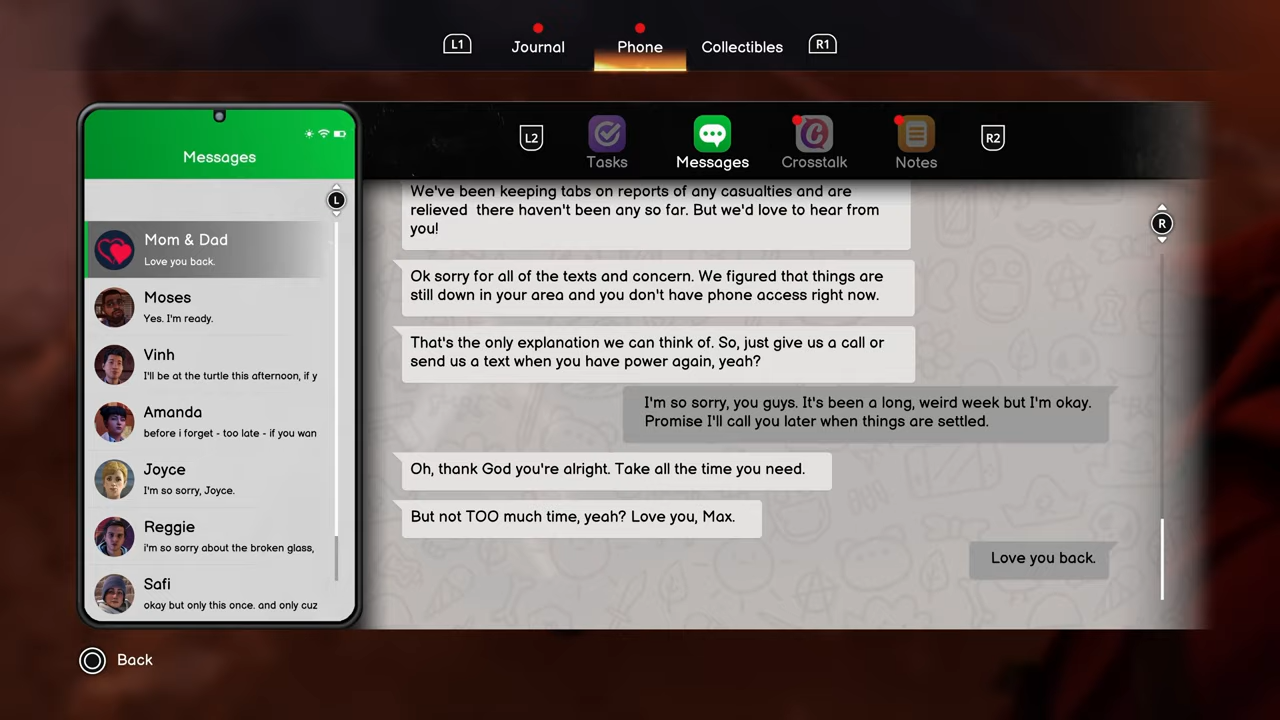 L1
Journal
Phone
Collectibles
R1
Messages
L2
Tasks
Messages
Crosstalk
Notes
R2
L
Mom & Dad
Love you back.
Moses
Yes. I'm ready.
Vinh
I'll be at the turtle this afternoon, if y
Amanda
before i forget - too late - if you wan
Joyce
I'm so sorry, Joyce.
Reggie
i'm so sorry about the broken glass,
Safi
okay but only this once. and only cuz
We've been keeping tabs on reports of any casualties and are
relieved there haven't been any so far. But we'd love to hear from
you!
R
Ok sorry for all of the texts and concern. We figured that things are
still down in your area and you don't have phone access right now.
That's the only explanation we can think of. So, just give us a call or
send us a text when you have power again, yeah?
I'm so sorry, you guys. It's been a long, weird week but I'm okay.
Promise I'll call you later when things are settled.
Oh, thank God you're alright. Take all the time you need.
But not TOO much time, yeah? Love you, Max.
Love you back.
Back